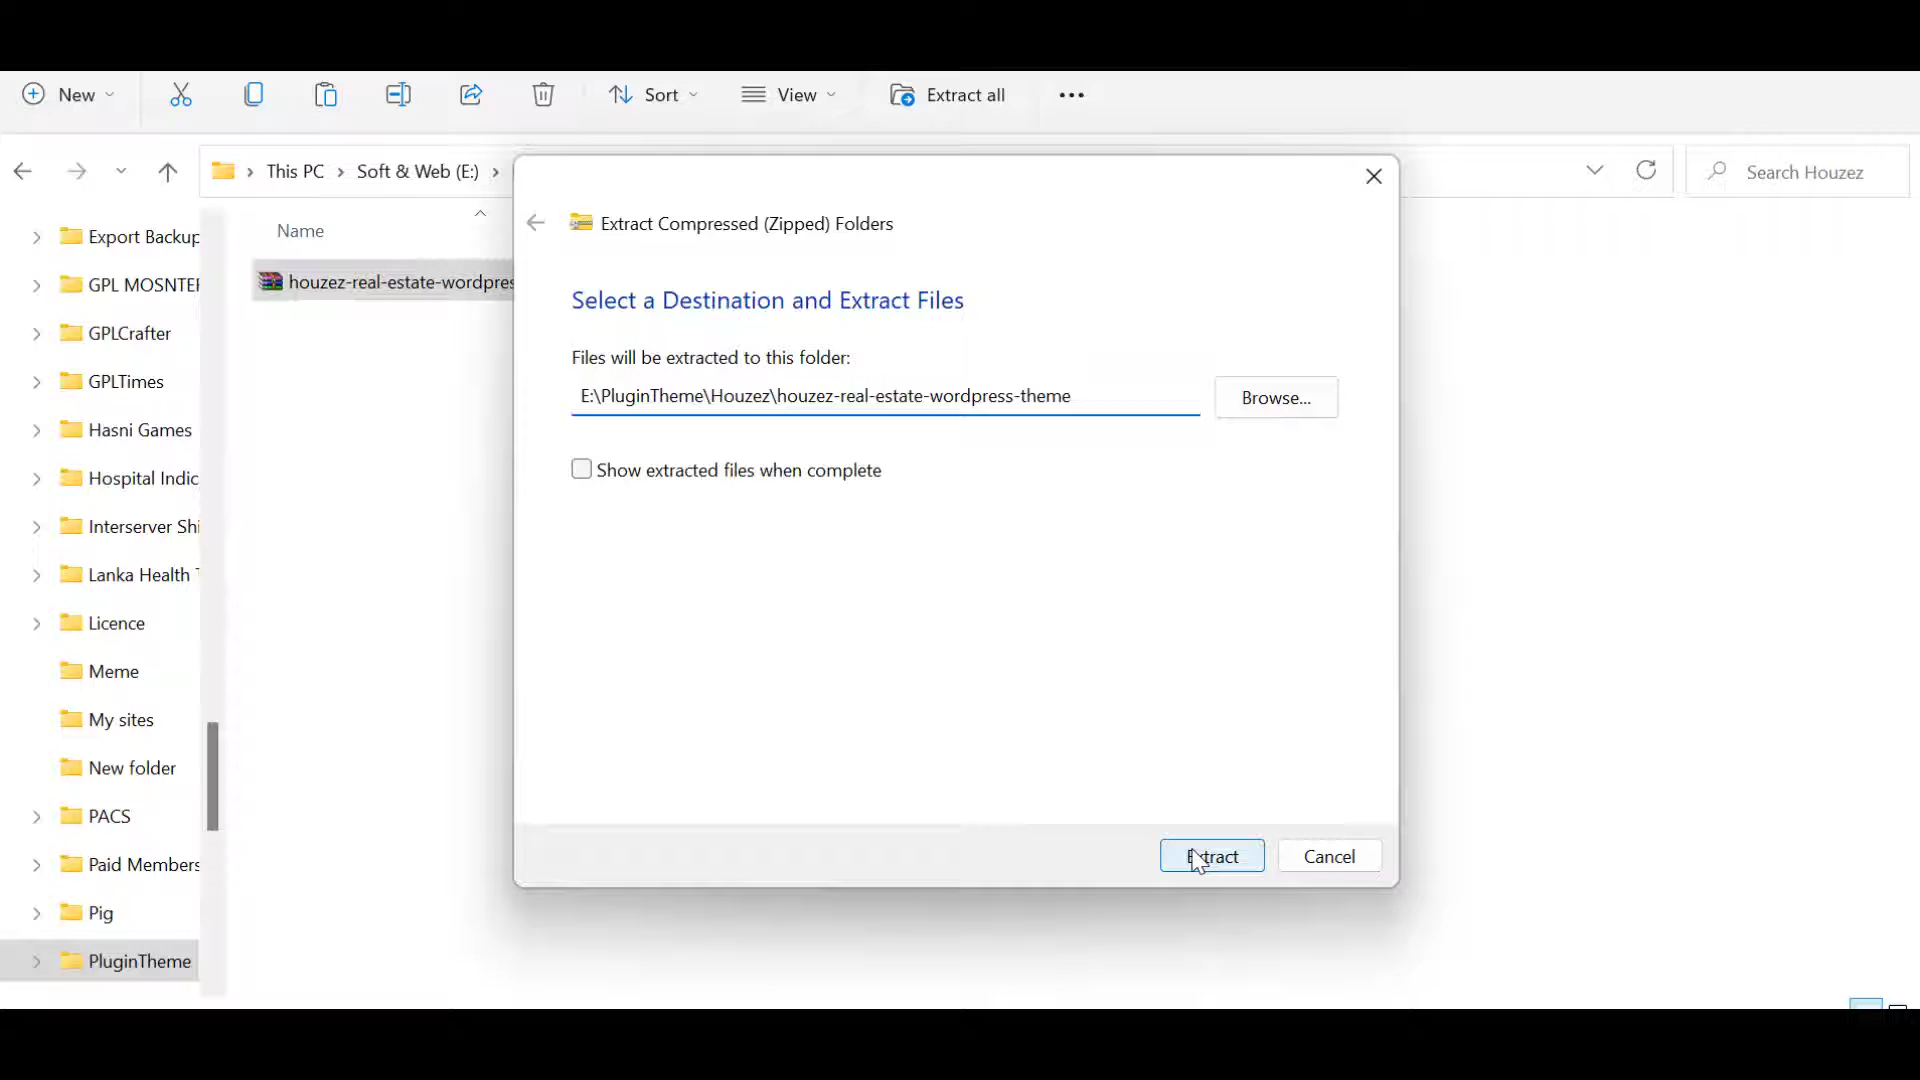 New
Sort
View
Extract all
This PC
Soft & Web (E:)
Search Houzez
Name
houzez-real-estate-wordpres
Export Backup
GPL MOSNTER
GPLCrafter
GPLTimes
Hasni Games
Hospital Indic
Interserver Shi
Lanka Health
Licence
Meme
My sites
New folder
PACS
Paid Members
Pig
PluginTheme
Extract Compressed (Zipped) Folders
Select a Destination and Extract Files
Files will be extracted to this folder:
E:\PluginTheme\Houzez\houzez-real-estate-wordpress-theme
Browse...
Show extracted files when complete
Extract
Cancel